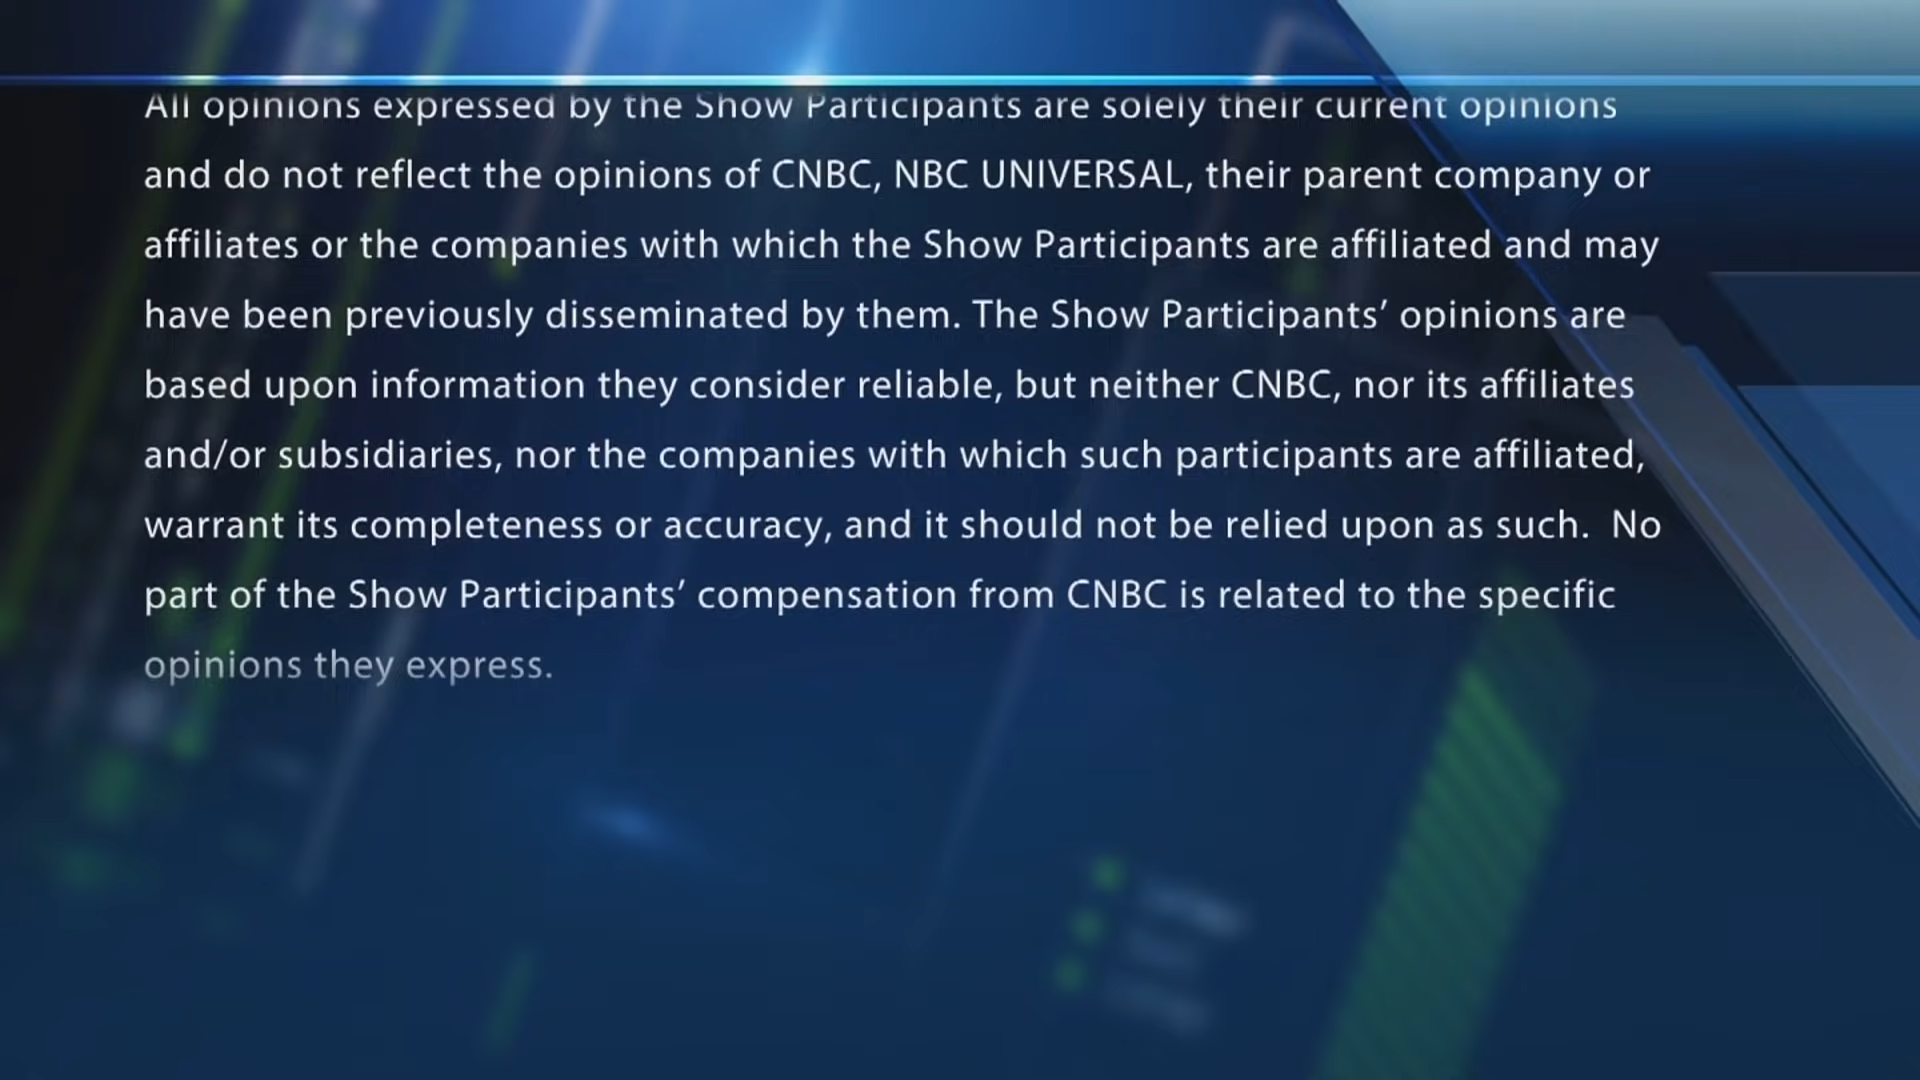 All opinions expressed by the Show Participants are solely their current opinions
and do not reflect the opinions of CNBC, NBC UNIVERSAL, their parent company or
affiliates or the companies with which the Show Participants are affiliated and may
have been previously disseminated by them. The Show Participants’ opinions are
based upon information they consider reliable, but neither CNBC, nor its affiliates
and/or subsidiaries, nor the companies with which such participants are affiliated,
warrant its completeness or accuracy, and it should not be relied upon as such.  No
part of the Show Participants’ compensation from CNBC is related to the specific
opinions they express.